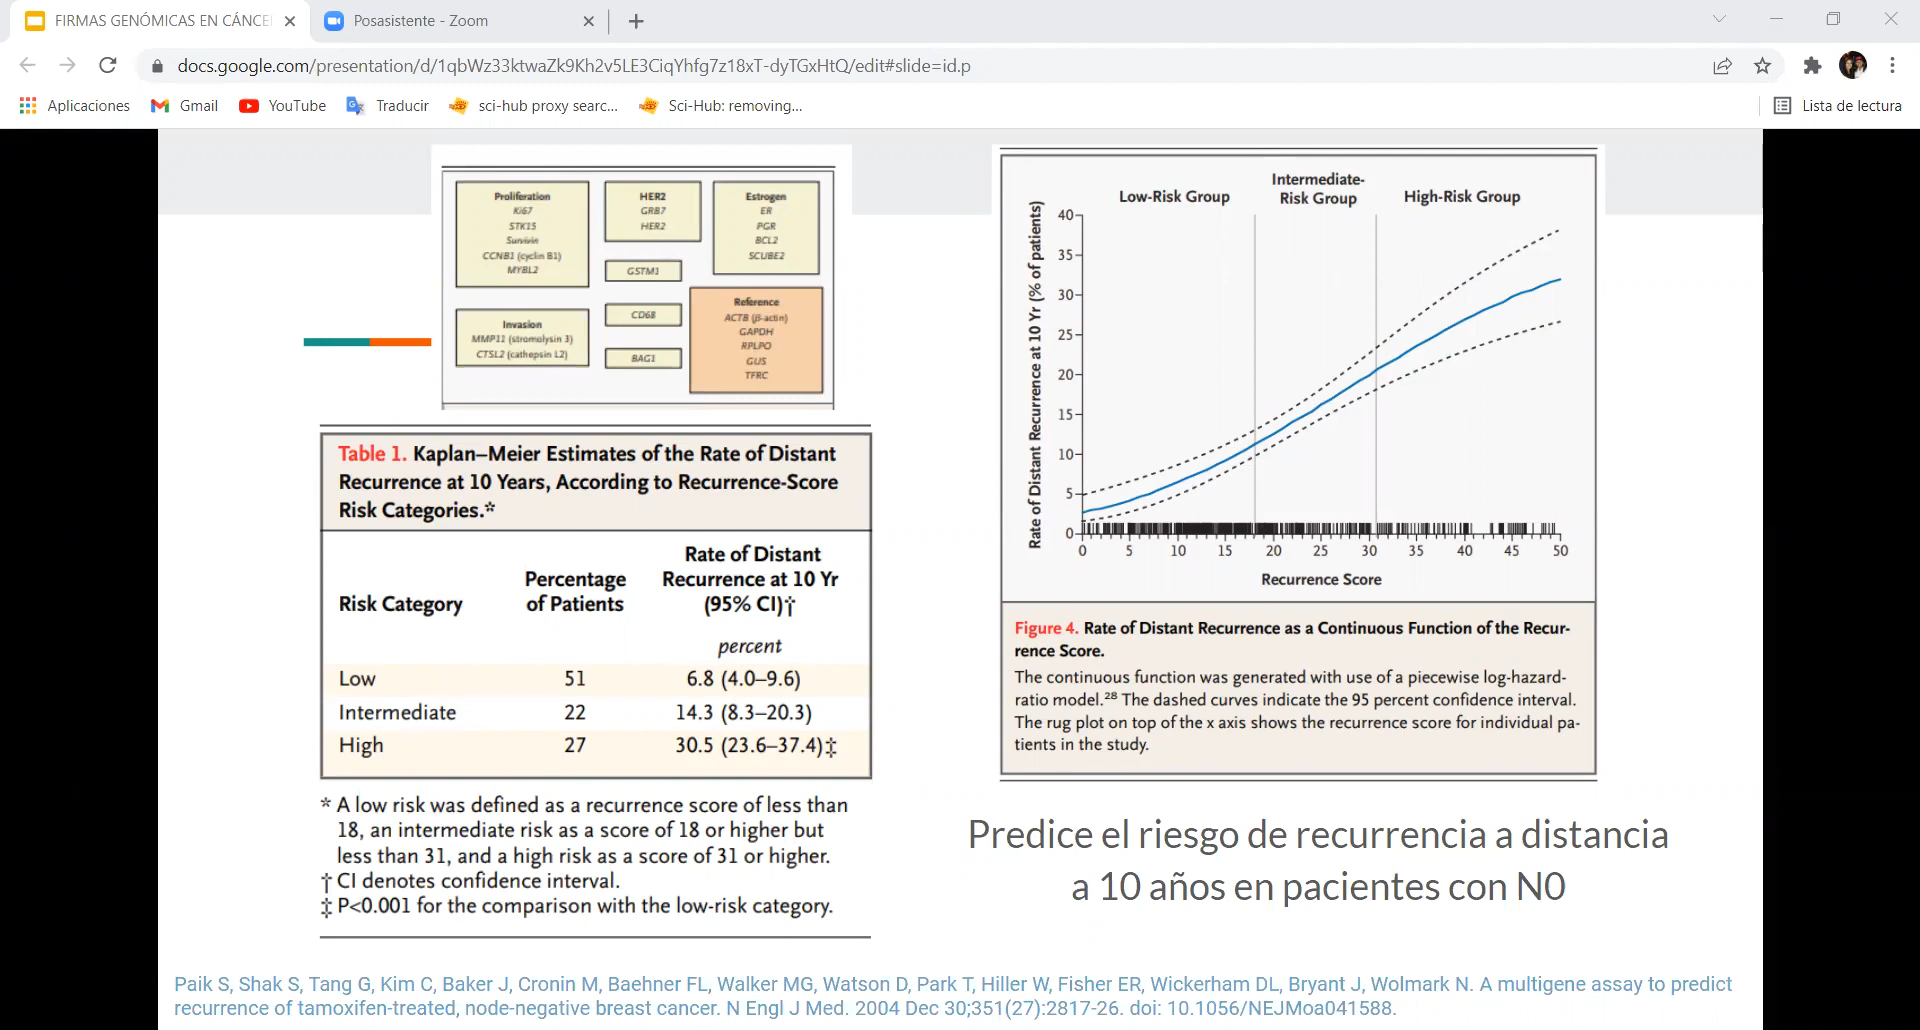 FIRMAS GENÓMICAS EN CÁNCE
Posasistente - Zoom
docs.google.com/presentation/d/1qbWz33ktwaZk9Kh2v5LE3CiqYhfg7z18xT-dyTGxHtQ/edit#slide=id.p
Aplicaciones
Gmail
YouTube
Traducir
sci-hub proxy searc...
Sci-Hub: removing...
Lista de lectura
Proliferation
Ki67
STK15
Survivin
CCNB1 (cyclin B1)
MYBL2
HER2
GRB7
HER2
Estrogen
ER
PGR
BCL2
SCUBE2
GSTM1
Invasion
MMP11 (stromolysin 3)
CTSL2 (cathepsin L2)
CD68
BAG1
Reference
ACTB (β-actin)
GAPDH
RPLPO
GUS
TFRC
Table 1. Kaplan–Meier Estimates of the Rate of Distant
Recurrence at 10 Years, According to Recurrence-Score
Risk Categories.*
Risk Category
Percentage
of Patients
Rate of Distant
Recurrence at 10 Yr
(95% CI)†
percent
Low 51 6.8 (4.0–9.6)
Intermediate 22 14.3 (8.3–20.3)
High 27 30.5 (23.6–37.4)‡
* A low risk was defined as a recurrence score of less than
18, an intermediate risk as a score of 18 or higher but
less than 31, and a high risk as a score of 31 or higher.
† CI denotes confidence interval.
‡ P<0.001 for the comparison with the low-risk category.
Low-Risk Group
Intermediate-
Risk Group
High-Risk Group
Rate of Distant Recurrence at 10 Yr (% of patients)
40
35
30
25
20
15
10
5
0
0 5 10 15 20 25 30 35 40 45 50
Recurrence Score
Figure 4. Rate of Distant Recurrence as a Continuous Function of the Recur-
rence Score.
The continuous function was generated with use of a piecewise log-hazard-
ratio model.²⁸ The dashed curves indicate the 95 percent confidence interval.
The rug plot on top of the x axis shows the recurrence score for individual pa-
tients in the study.
Predice el riesgo de recurrencia a distancia
a 10 años en pacientes con N0
Paik S, Shak S, Tang G, Kim C, Baker J, Cronin M, Baehner FL, Walker MG, Watson D, Park T, Hiller W, Fisher ER, Wickerham DL, Bryant J, Wolmark N. A multigene assay to predict
recurrence of tamoxifen-treated, node-negative breast cancer. N Engl J Med. 2004 Dec 30;351(27):2817-26. doi: 10.1056/NEJMoa041588.